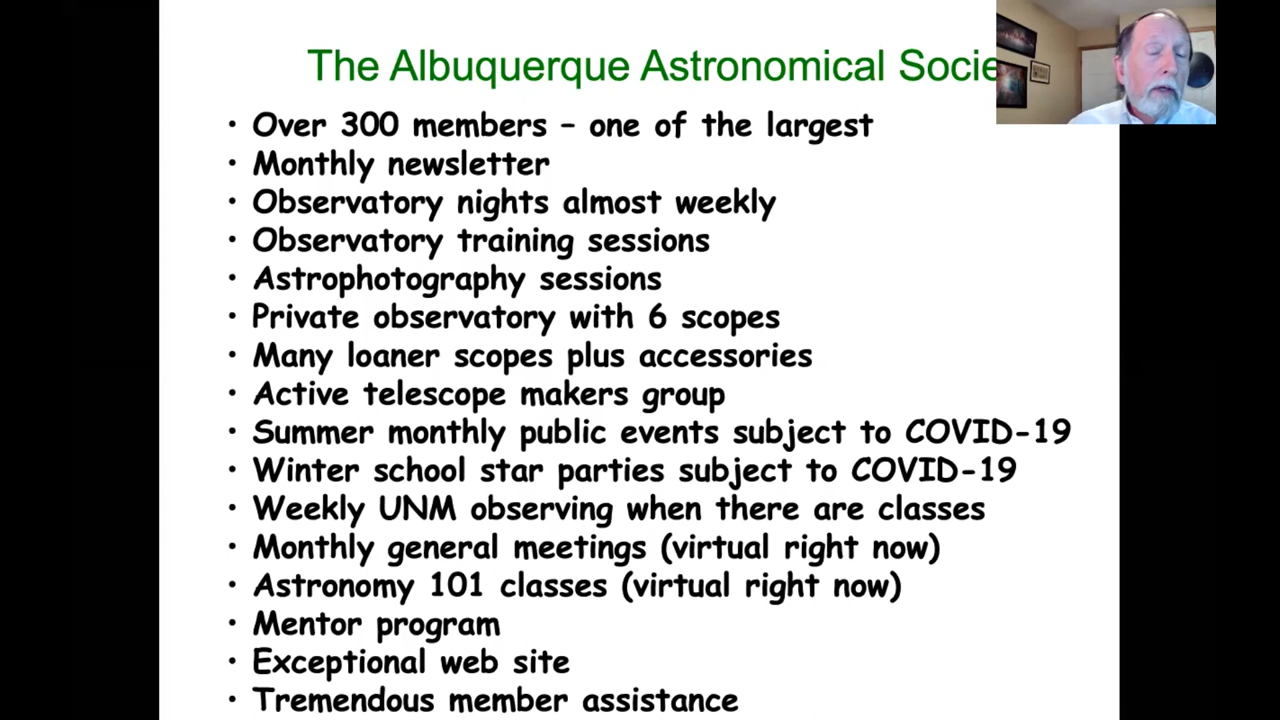 The Albuquerque Astronomical Socie
• Over 300 members – one of the largest
• Monthly newsletter
• Observatory nights almost weekly
• Observatory training sessions
• Astrophotography sessions
• Private observatory with 6 scopes
• Many loaner scopes plus accessories
• Active telescope makers group
• Summer monthly public events subject to COVID-19
• Winter school star parties subject to COVID-19
• Weekly UNM observing when there are classes
• Monthly general meetings (virtual right now)
• Astronomy 101 classes (virtual right now)
• Mentor program
• Exceptional web site
• Tremendous member assistance